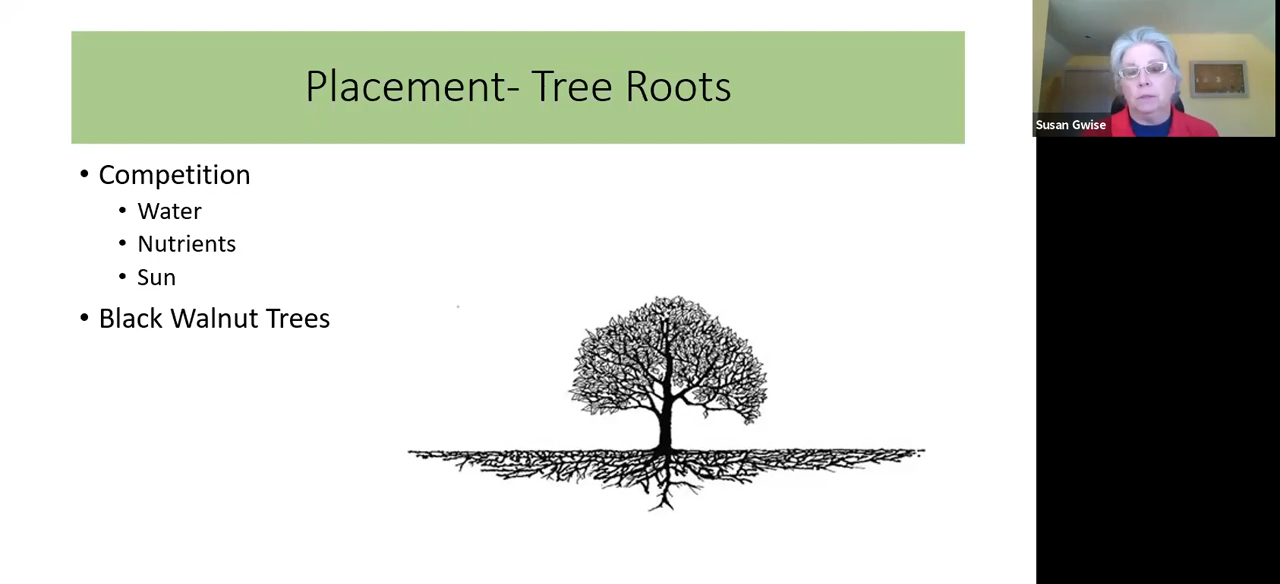 Placement- Tree Roots
• Competition
• Water
• Nutrients
• Sun
• Black Walnut Trees
Susan Gwise